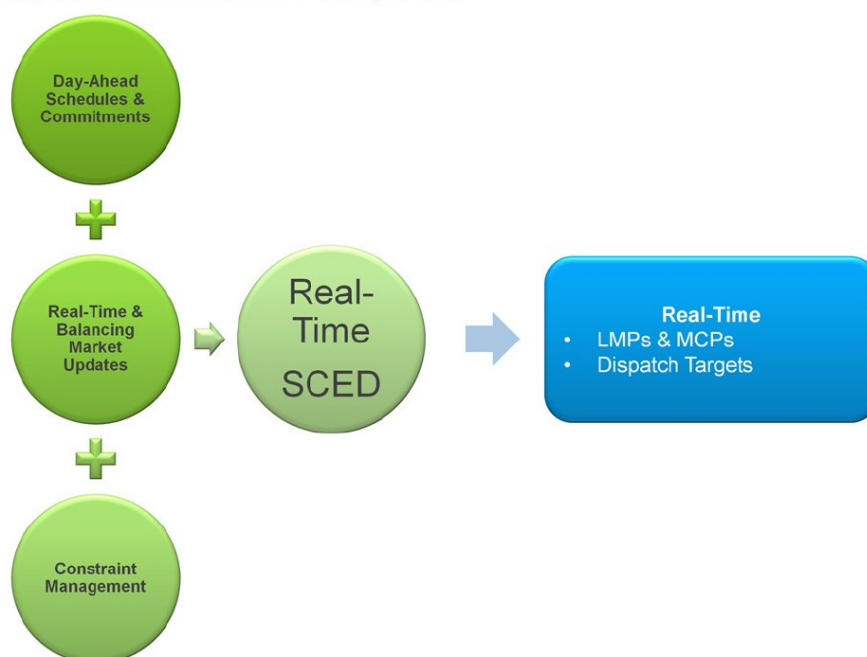 Day-Ahead
Schedules &
Commitments
Real-Time &
Balancing
Market
Updates
Constraint
Management
Real-
Time
SCED
Real-Time
• LMPs & MCPs
• Dispatch Targets